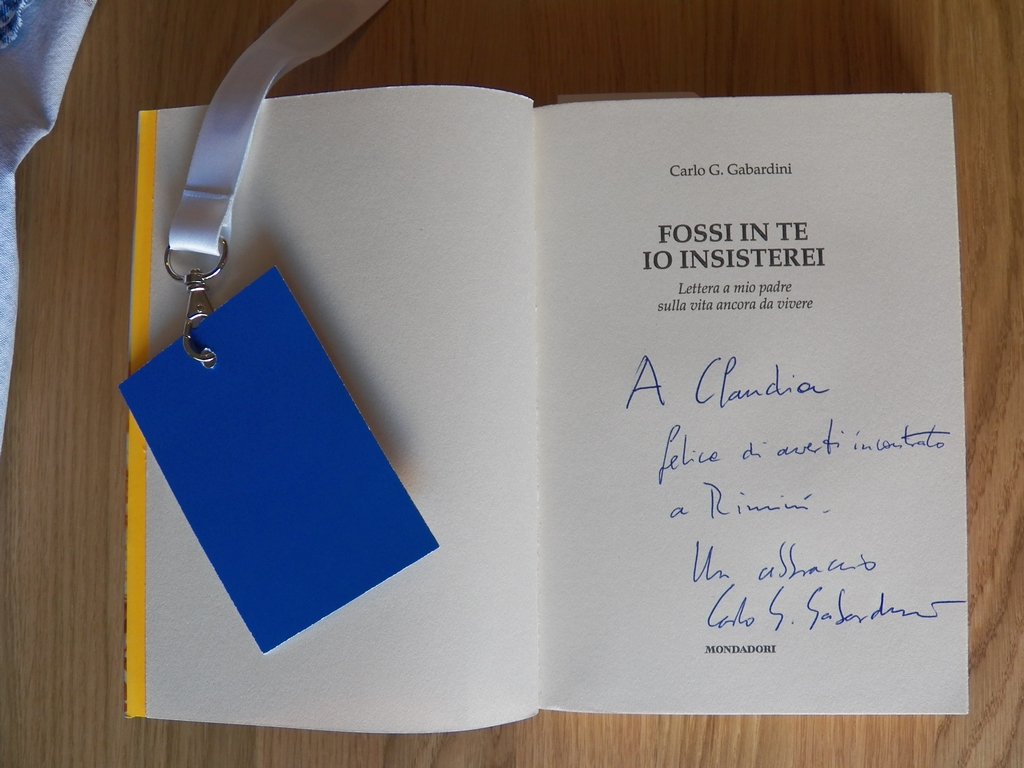 Carlo G. Gabardini
FOSSI IN TE
IO INSISTEREI
Lettera a mio padre
sulla vita ancora da vivere
A Claudia
felice di averti incontrato
a Rimini.
Un abbraccio
Carlo G. Gabardini
MONDADORI